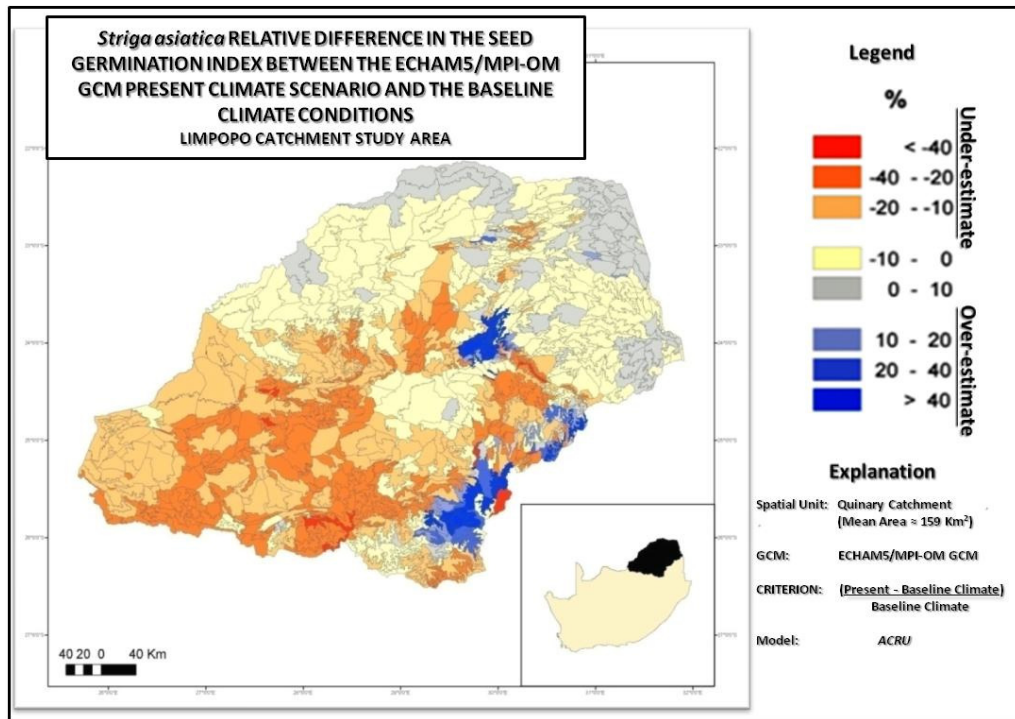 Striga asiatica RELATIVE DIFFERENCE IN THE SEED
GERMINATION INDEX BETWEEN THE ECHAM5/MPI-OM
GCM PRESENT CLIMATE SCENARIO AND THE BASELINE
CLIMATE CONDITIONS
LIMPOPO CATCHMENT STUDY AREA
40 20 0 40 Km
Legend
%
< -40
-40 - -20
-20 - -10
-10 - 0
0 - 10
10 - 20
20 - 40
> 40
Under-estimate
Over-estimate
Explanation
Spatial Unit: Quinary Catchment
(Mean Area ≈ 159 Km²)
GCM: ECHAM5/MPI-OM GCM
CRITERION: (Present - Baseline Climate)
Baseline Climate
Model: ACRU